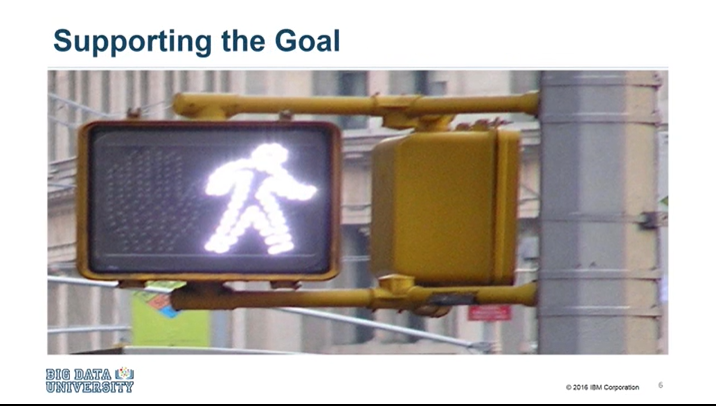 Supporting the Goal
BIG DATA
UNIVERSITY
© 2016 IBM Corporation
6